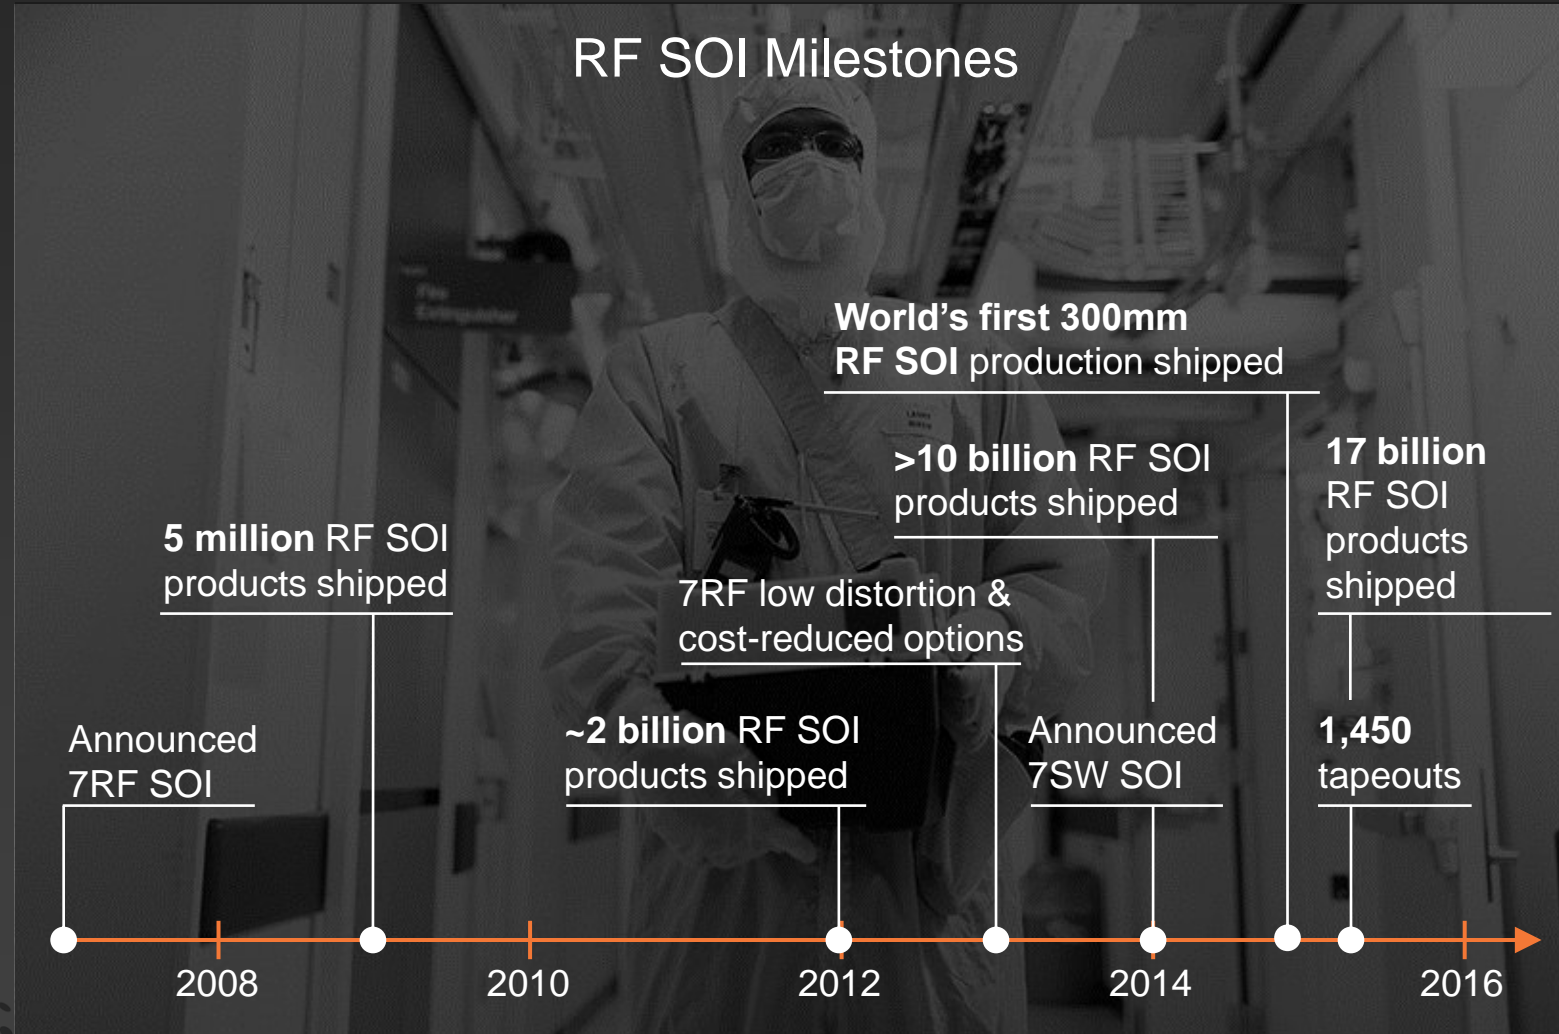 RF SOI Milestones
World’s first 300mm
RF SOI production shipped
>10 billion RF SOI
products shipped
17 billion
RF SOI
products
shipped
5 million RF SOI
products shipped
7RF low distortion &
cost-reduced options
Announced
7RF SOI
~2 billion RF SOI
products shipped
Announced
7SW SOI
1,450
tapeouts
2008
2010
2012
2014
2016
Fire
Extinguisher